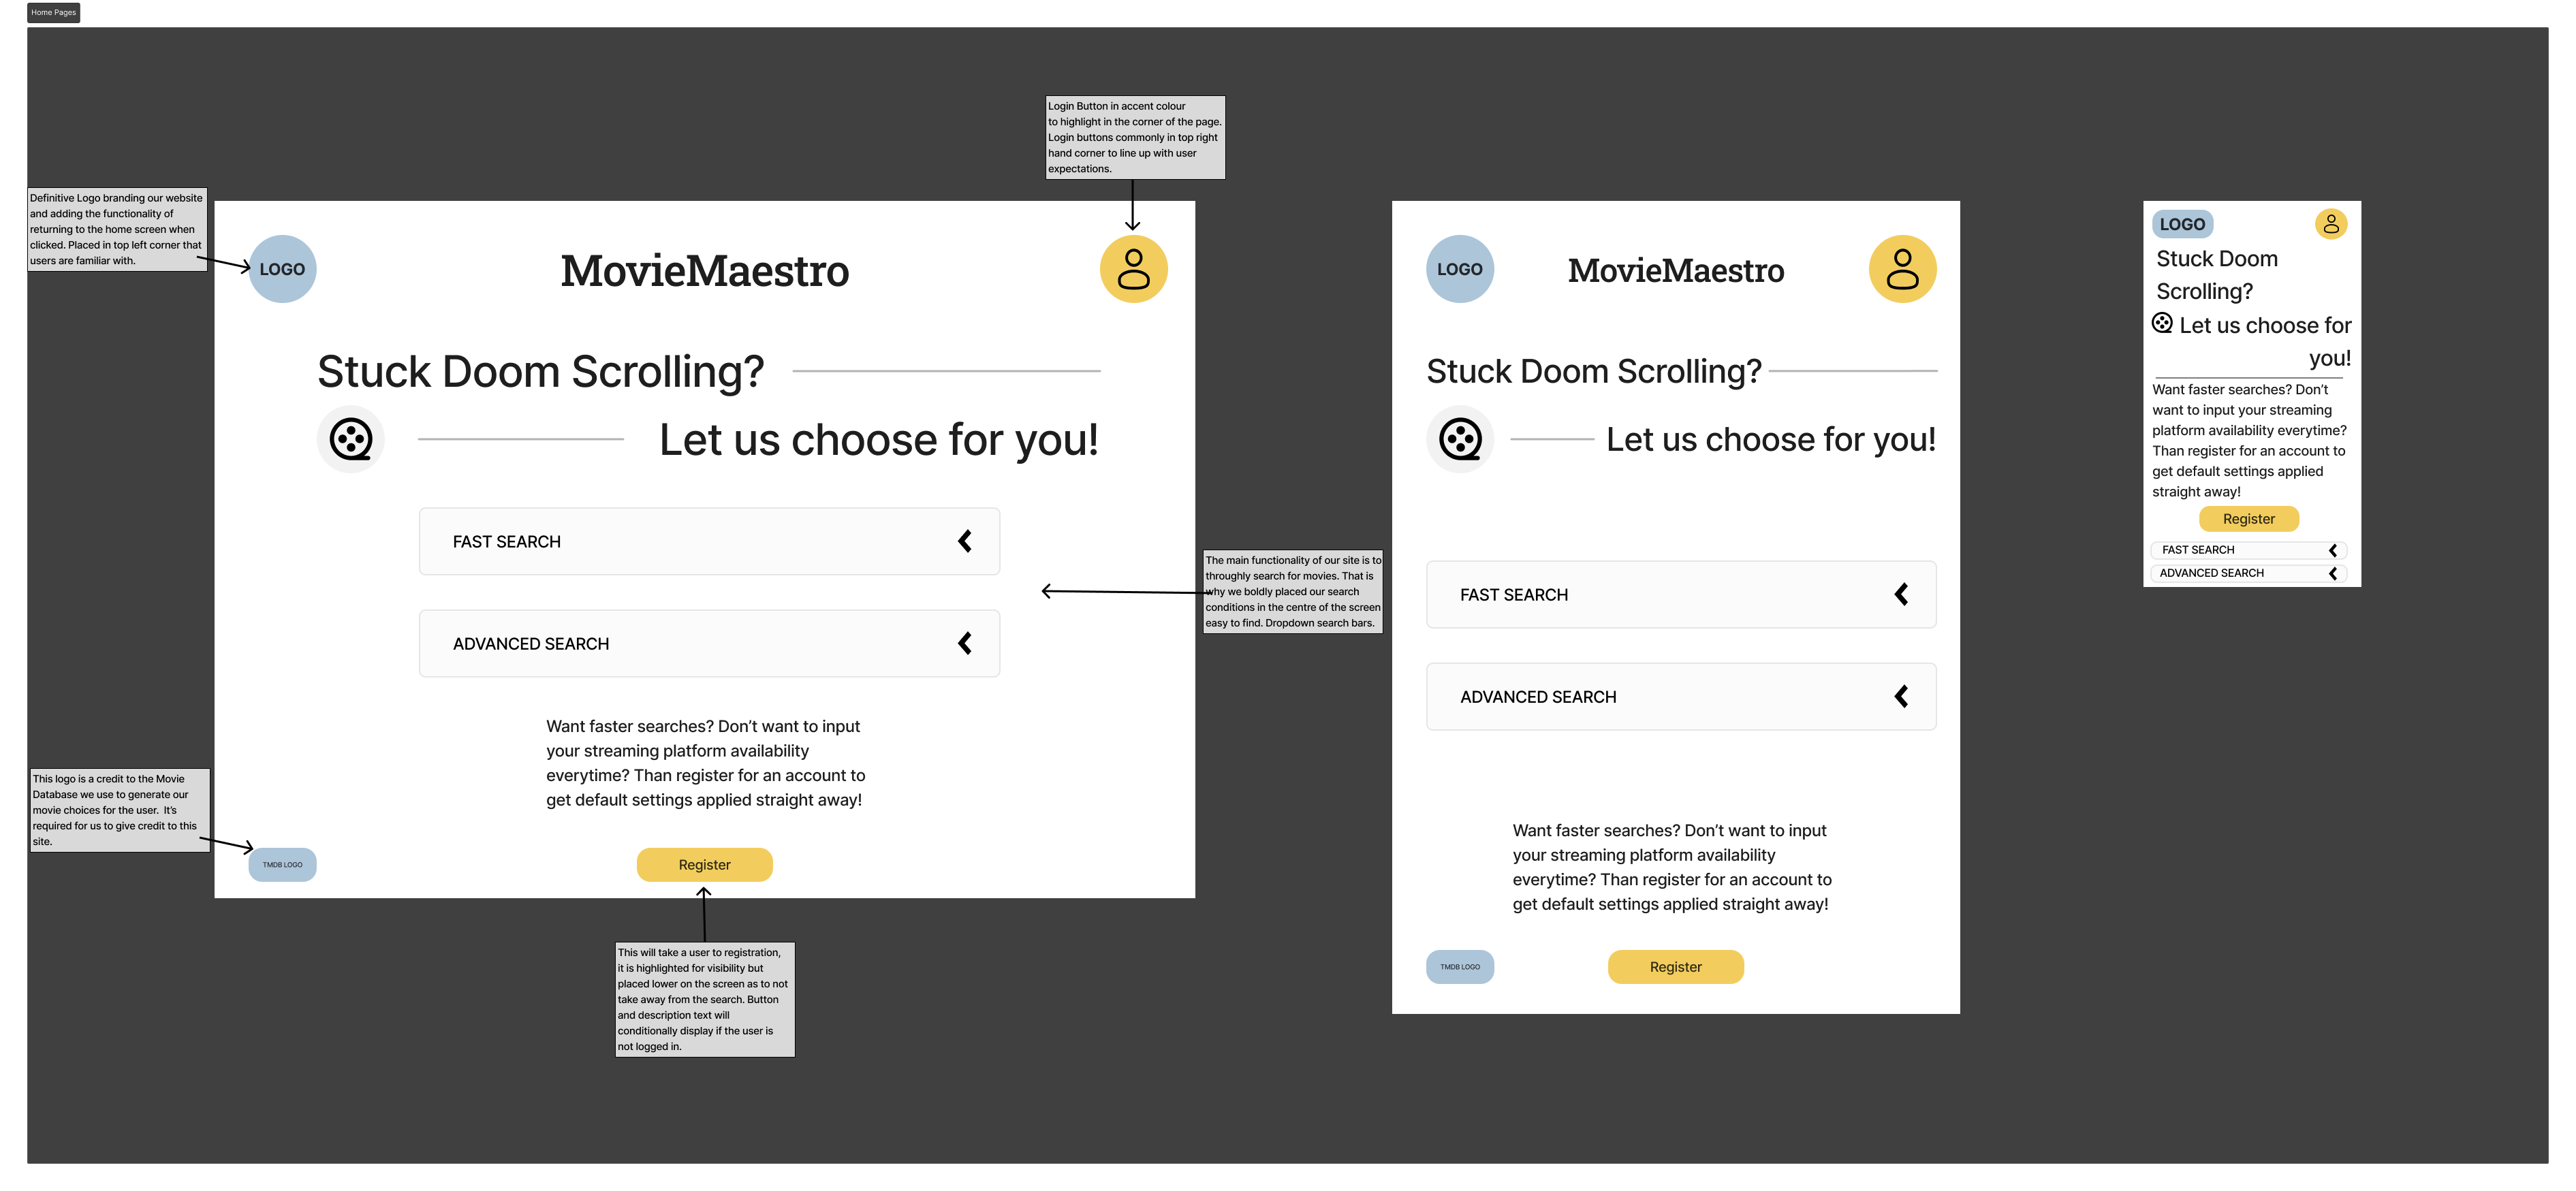 Home Pages
Login Button in accent colour
to highlight in the corner of the page.
Login buttons commonly in top right
hand corner to line up with user
expectations.
Definitive Logo branding our website
and adding the functionality of
returning to the home screen when
clicked. Placed in top left corner that
users are familiar with.
LOGO
MovieMaestro
Stuck Doom Scrolling?
Let us choose for you!
FAST SEARCH
ADVANCED SEARCH
Want faster searches? Don’t want to input
your streaming platform availability
everytime? Than register for an account to
get default settings applied straight away!
TMDB LOGO
Register
This logo is a credit to the Movie
Database we use to generate our
movie choices for the user.  It’s
required for us to give credit to this
site.
This will take a user to registration,
it is highlighted for visibility but
placed lower on the screen as to not
take away from the search. Button
and description text will
conditionally display if the user is
not logged in.
The main functionality of our site is to
throughly search for movies. That is
why we boldly placed our search
conditions in the centre of the screen
easy to find. Dropdown search bars.
LOGO
MovieMaestro
Stuck Doom Scrolling?
Let us choose for you!
FAST SEARCH
ADVANCED SEARCH
Want faster searches? Don’t want to input
your streaming platform availability
everytime? Than register for an account to
get default settings applied straight away!
TMDB LOGO
Register
LOGO
Stuck Doom
Scrolling?
Let us choose for
you!
Want faster searches? Don’t
want to input your streaming
platform availability everytime?
Than register for an account to
get default settings applied
straight away!
Register
FAST SEARCH
ADVANCED SEARCH